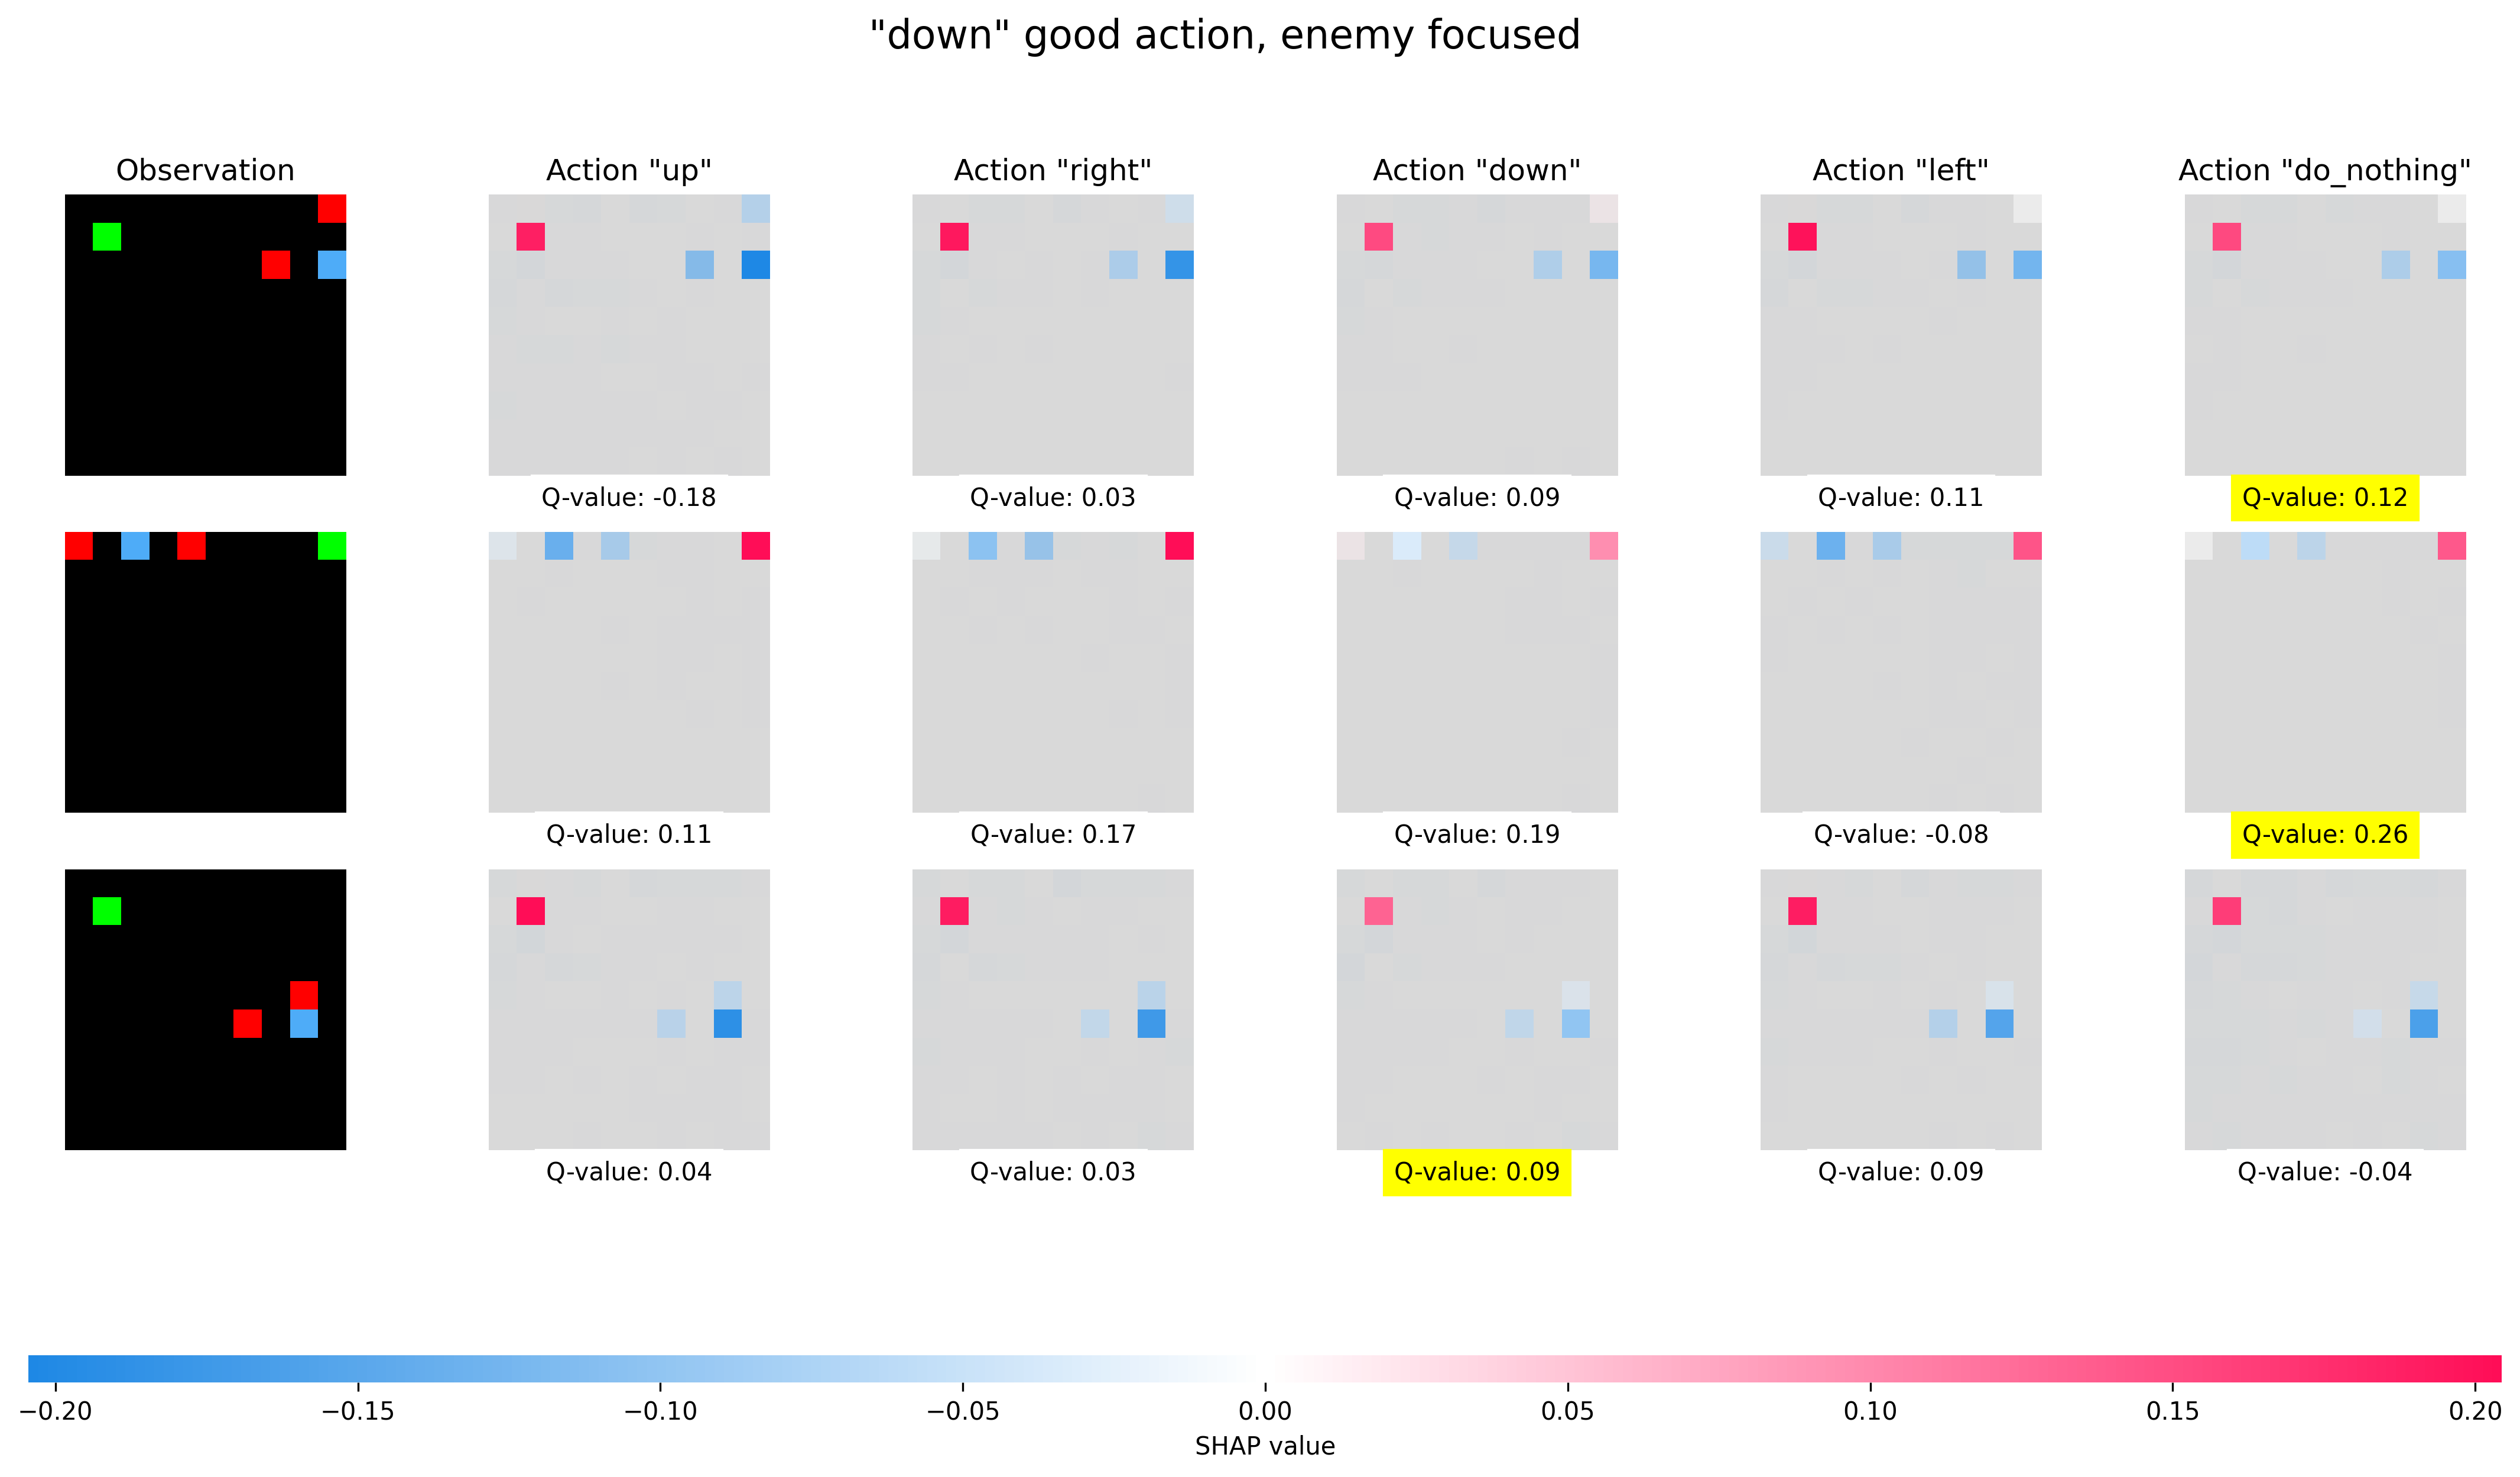 "down" good action, enemy focused
Observation
Action "up"
Action "right"
Action "down"
Action "left"
Action "do_nothing"
Q-value: -0.18
Q-value: 0.03
Q-value: 0.09
Q-value: 0.11
Q-value: 0.12
Q-value: 0.11
Q-value: 0.17
Q-value: 0.19
Q-value: -0.08
Q-value: 0.26
Q-value: 0.04
Q-value: 0.03
Q-value: 0.09
Q-value: 0.09
Q-value: -0.04
−0.20
−0.15
−0.10
−0.05
0.00
0.05
0.10
0.15
0.20
SHAP value